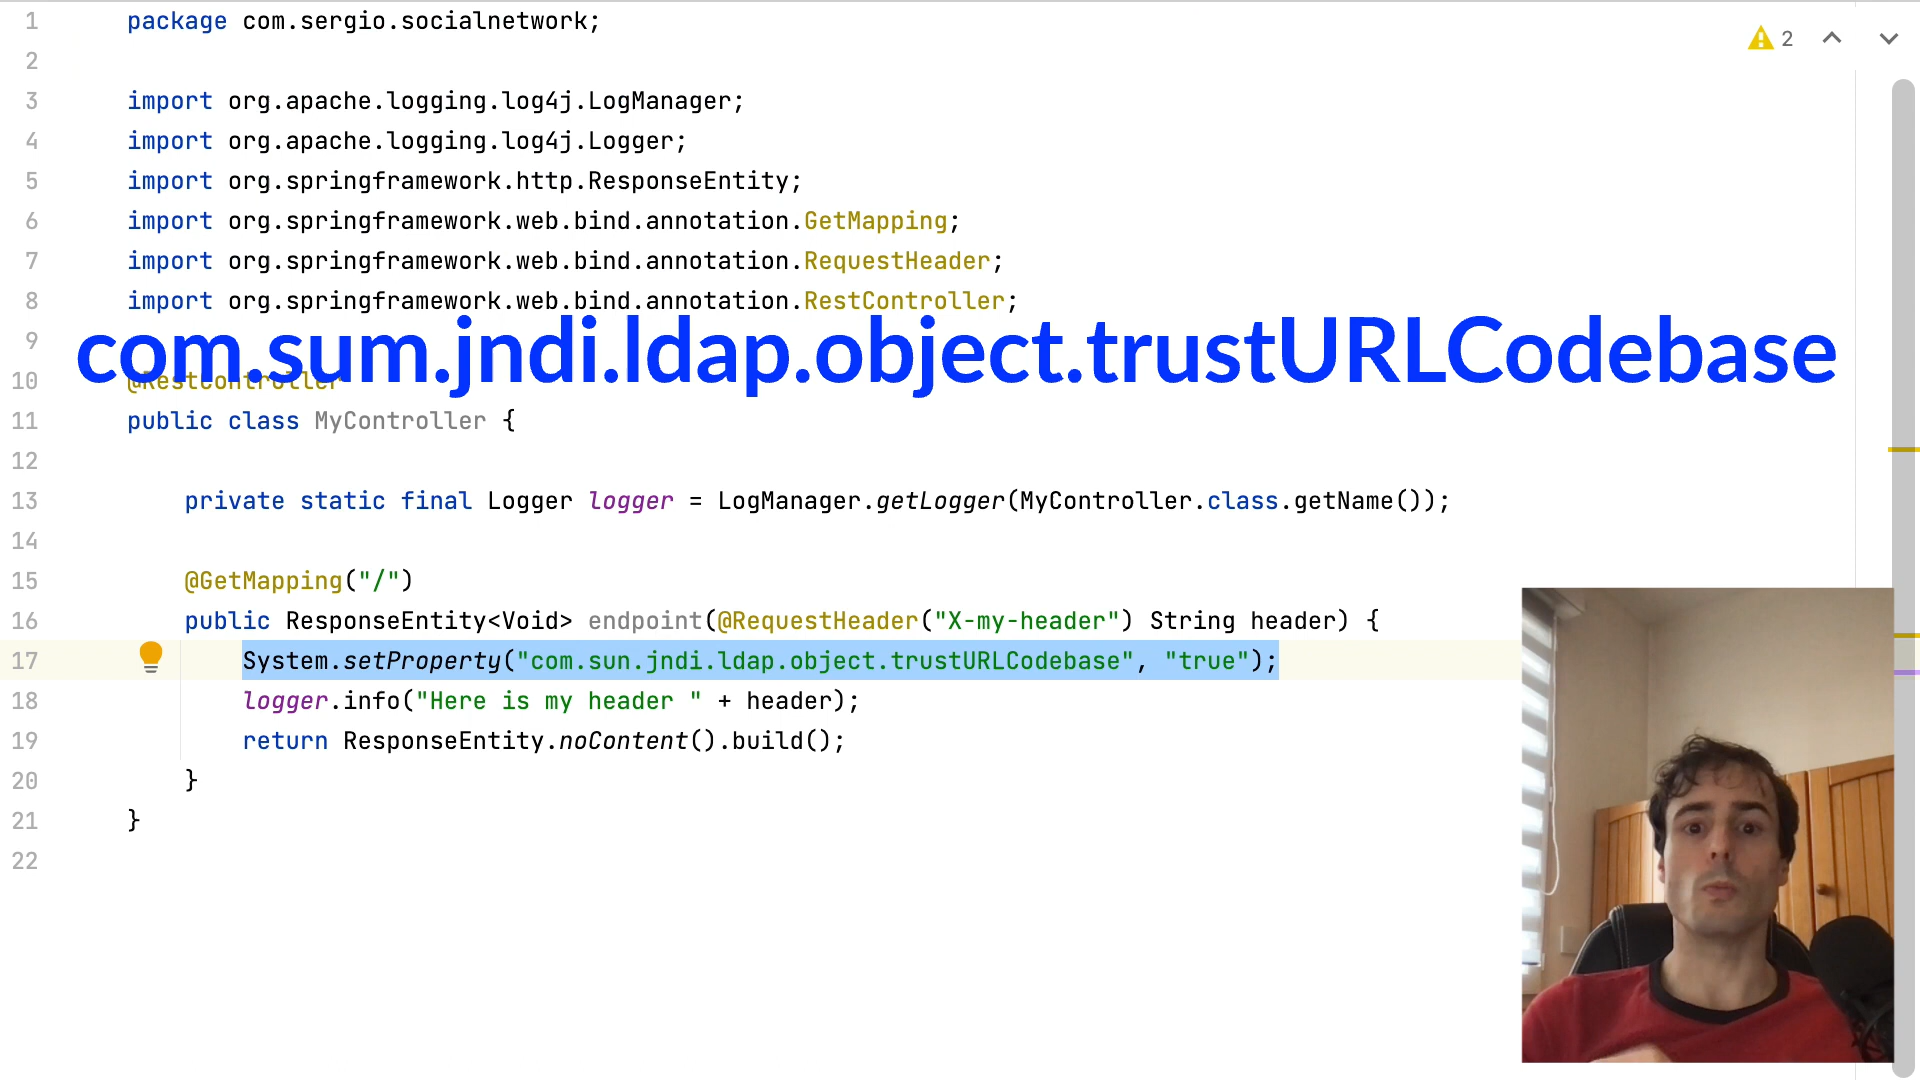 1 package com.sergio.socialnetwork;
2
2
3 import org.apache.logging.log4j.LogManager;
4 import org.apache.logging.log4j.Logger;
5 import org.springframework.http.ResponseEntity;
6 import org.springframework.web.bind.annotation.GetMapping;
7 import org.springframework.web.bind.annotation.RequestHeader;
8 import org.springframework.web.bind.annotation.RestController;
9
com.sum.jndi.ldap.object.trustURLCodebase
10 @RestController
11 public class MyController {
12
13 private static final Logger logger = LogManager.getLogger(MyController.class.getName());
14
15 @GetMapping("/")
16 public ResponseEntity<Void> endpoint(@RequestHeader("X-my-header") String header) {
17 System.setProperty("com.sun.jndi.ldap.object.trustURLCodebase", "true");
18 logger.info("Here is my header " + header);
19 return ResponseEntity.noContent().build();
20 }
21 }
22